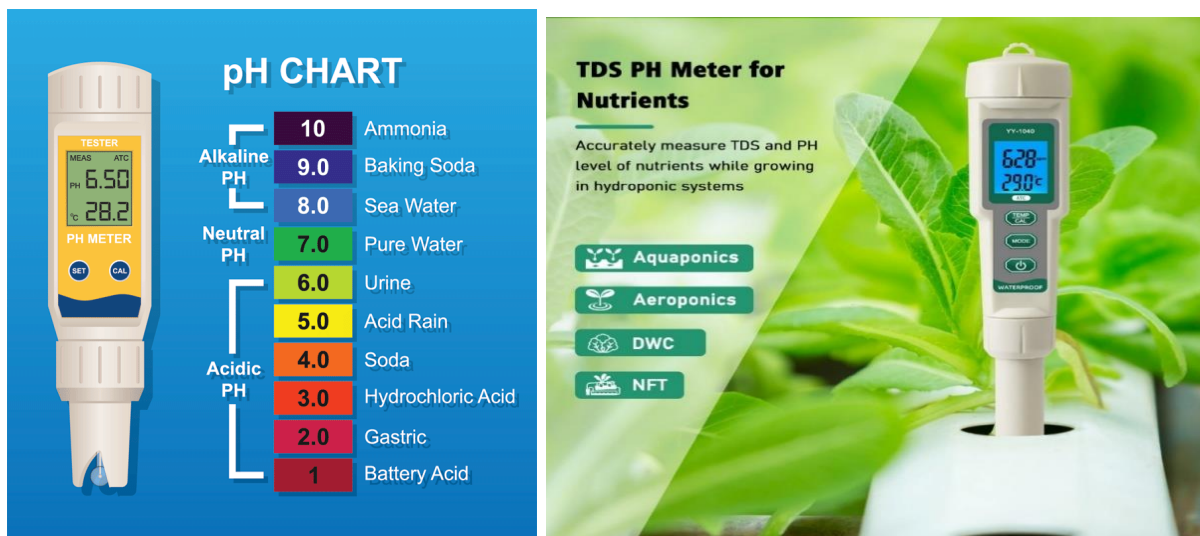 pH CHART
TESTER
MEAS ATC
PH 6.50
°C 28.2
PH METER
SET CAL
Alkaline
PH
Neutral
PH
Acidic
PH
10 Ammonia
9.0 Baking Soda
8.0 Sea Water
7.0 Pure Water
6.0 Urine
5.0 Acid Rain
4.0 Soda
3.0 Hydrochloric Acid
2.0 Gastric
1 Battery Acid
TDS PH Meter for
Nutrients
Accurately measure TDS and PH
level of nutrients while growing
in hydroponic systems
Aquaponics
Aeroponics
DWC
NFT
YY-1040
628
29.0°C
ATC
TEMP
CAL
MODE
WATERPROOF